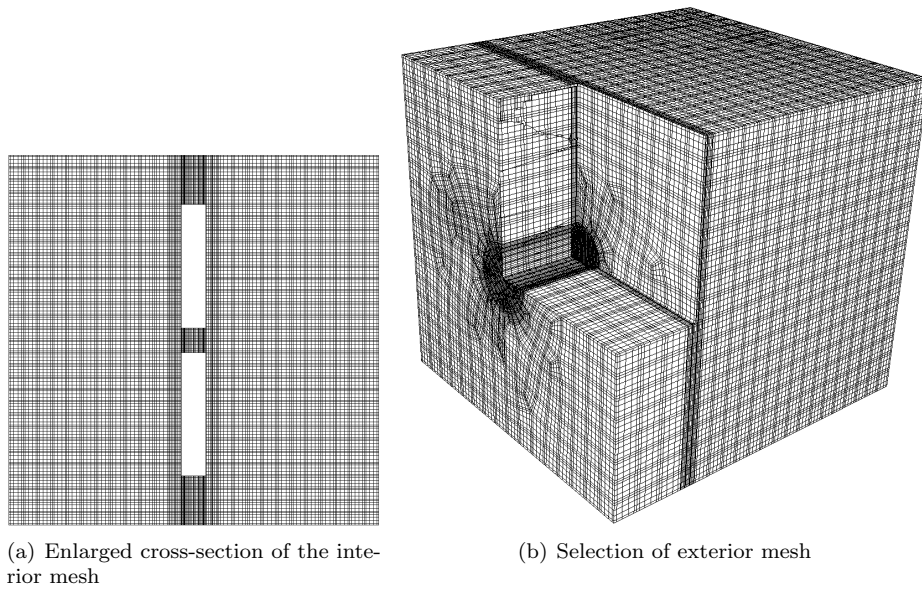 (a) Enlarged cross-section of the inte-
rior mesh
(b) Selection of exterior mesh